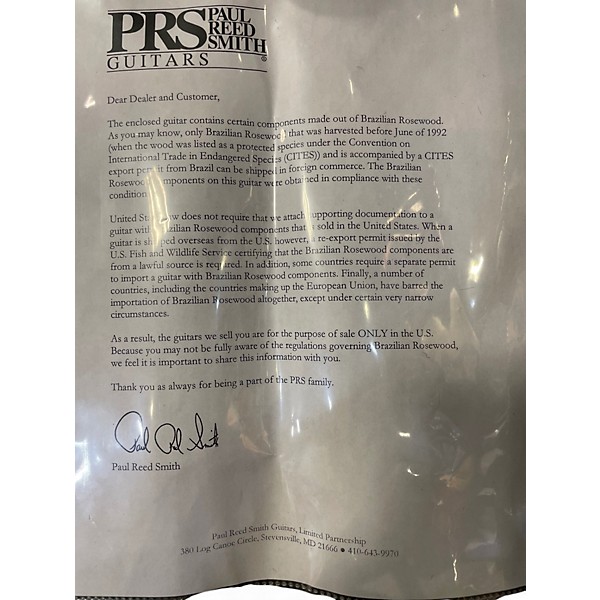 PRS PAUL
REED
SMITH
GUITARS ®
Dear Dealer and Customer,
The enclosed guitar contains certain components made out of Brazilian Rosewood.
As you may know, only Brazilian Rosewood that was harvested before June of 1992
(when the wood was listed as a protected species under the Convention on
International Trade in Endangered Species (CITES)) and is accompanied by a CITES
export permit from Brazil can be shipped in foreign commerce. The Brazilian
Rosewood components on this guitar were obtained in compliance with these
condition
United States law does not require that we attach supporting documentation to a
guitar with Brazilian Rosewood components that is sold in the United States. When a
guitar is shipped overseas from the U.S. however, a re-export permit issued by the
U.S. Fish and Wildlife Service certifying that the Brazilian Rosewood components are
from a lawful source is required. In addition, some countries require a separate permit
to import a guitar with Brazilian Rosewood components. Finally, a number of
countries, including the countries making up the European Union, have barred the
importation of Brazilian Rosewood altogether, except under certain very narrow
circumstances.
As a result, the guitars we sell you are for the purpose of sale ONLY in the U.S.
Because you may not be fully aware of the regulations governing Brazilian Rosewood,
we feel it is important to share this information with you.
Thank you as always for being a part of the PRS family.
Paul Reed Smith
Paul Reed Smith
Paul Reed Smith Guitars, Limited Partnership
380 Log Canoe Circle, Stevensville, MD 21666 ● 410-643-9970